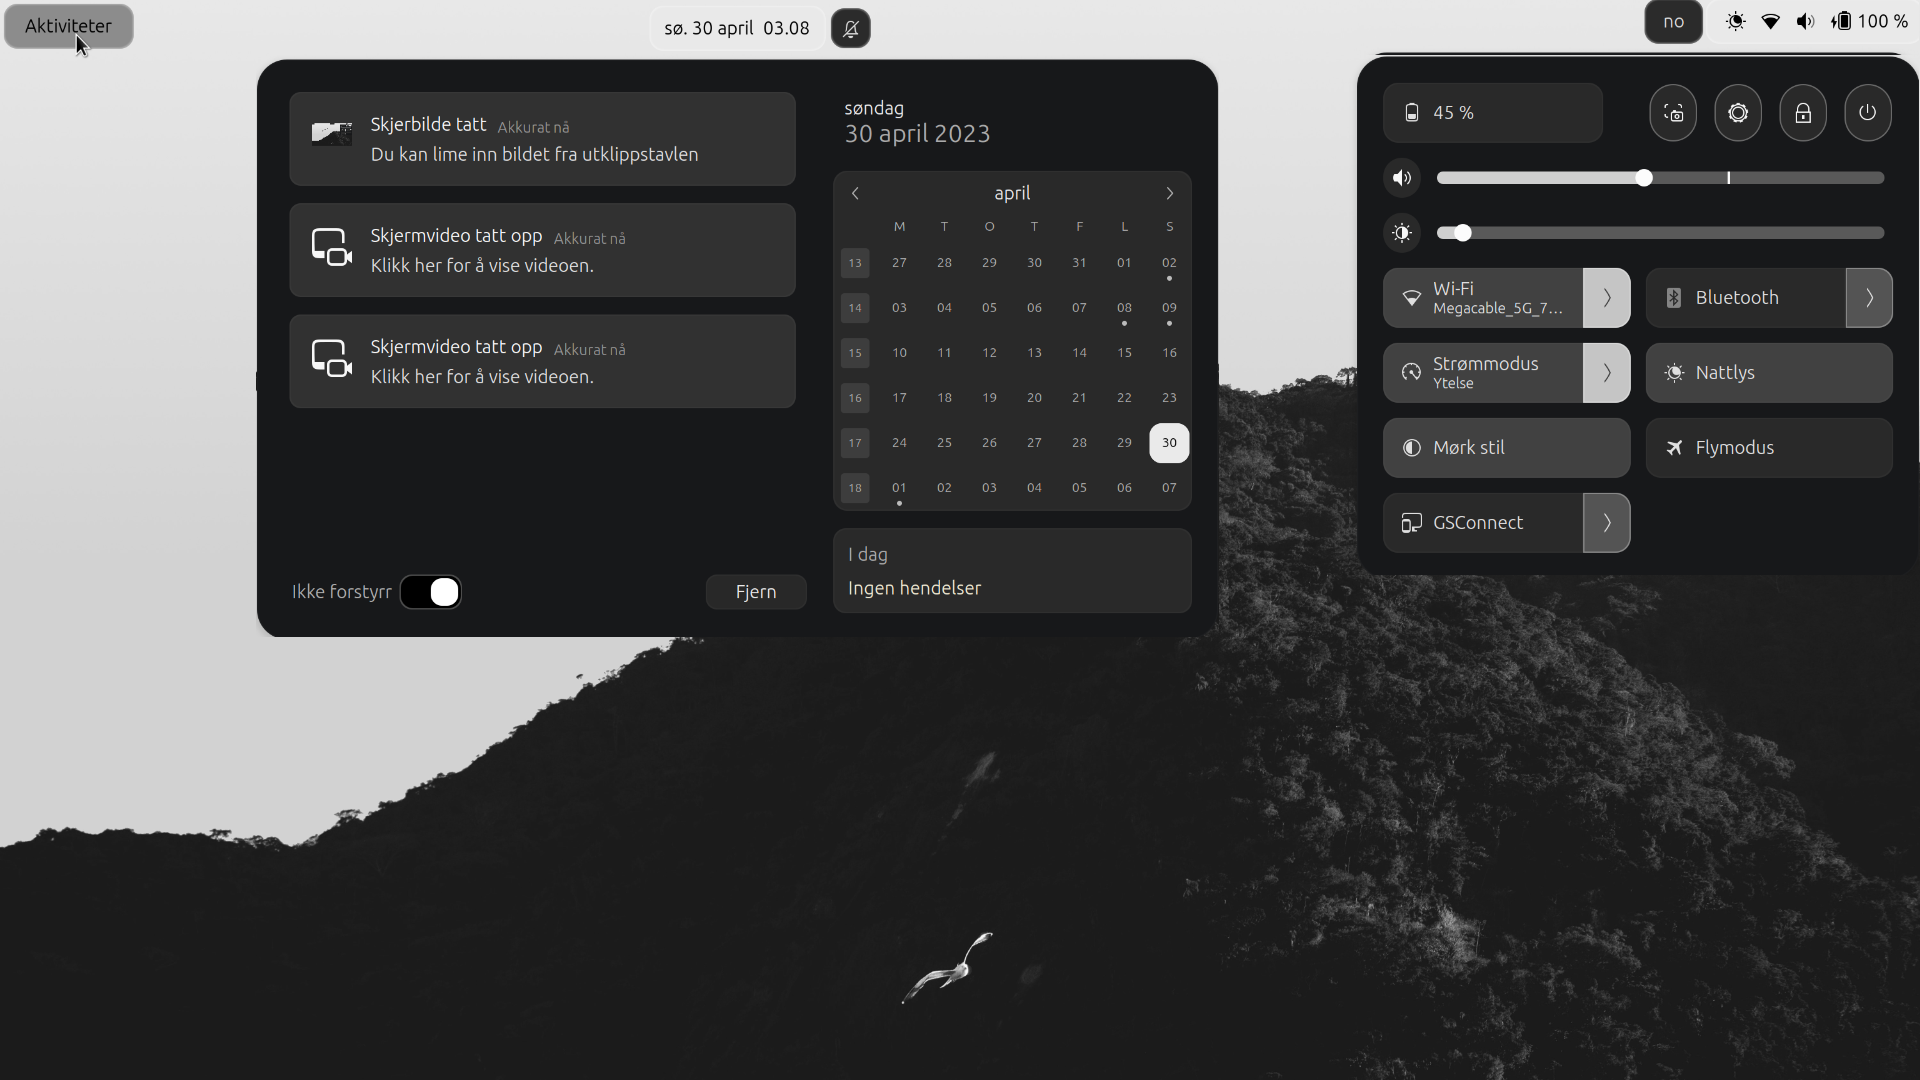 Aktiviteter
sø. 30 april 03.08
no
100 %
Skjerbilde tatt Akkurat nå
Du kan lime inn bildet fra utklippstavlen
Skjermvideo tatt opp Akkurat nå
Klikk her for å vise videoen.
Skjermvideo tatt opp Akkurat nå
Klikk her for å vise videoen.
Ikke forstyrr
Fjern
søndag
30 april 2023
april
M T O T F L S
13 27 28 29 30 31 01 02
14 03 04 05 06 07 08 09
15 10 11 12 13 14 15 16
16 17 18 19 20 21 22 23
17 24 25 26 27 28 29 30
18 01 02 03 04 05 06 07
I dag
Ingen hendelser
45 %
Wi-Fi
Megacable_5G_7…
Bluetooth
Strømmodus
Ytelse
Nattlys
Mørk stil
Flymodus
GSConnect